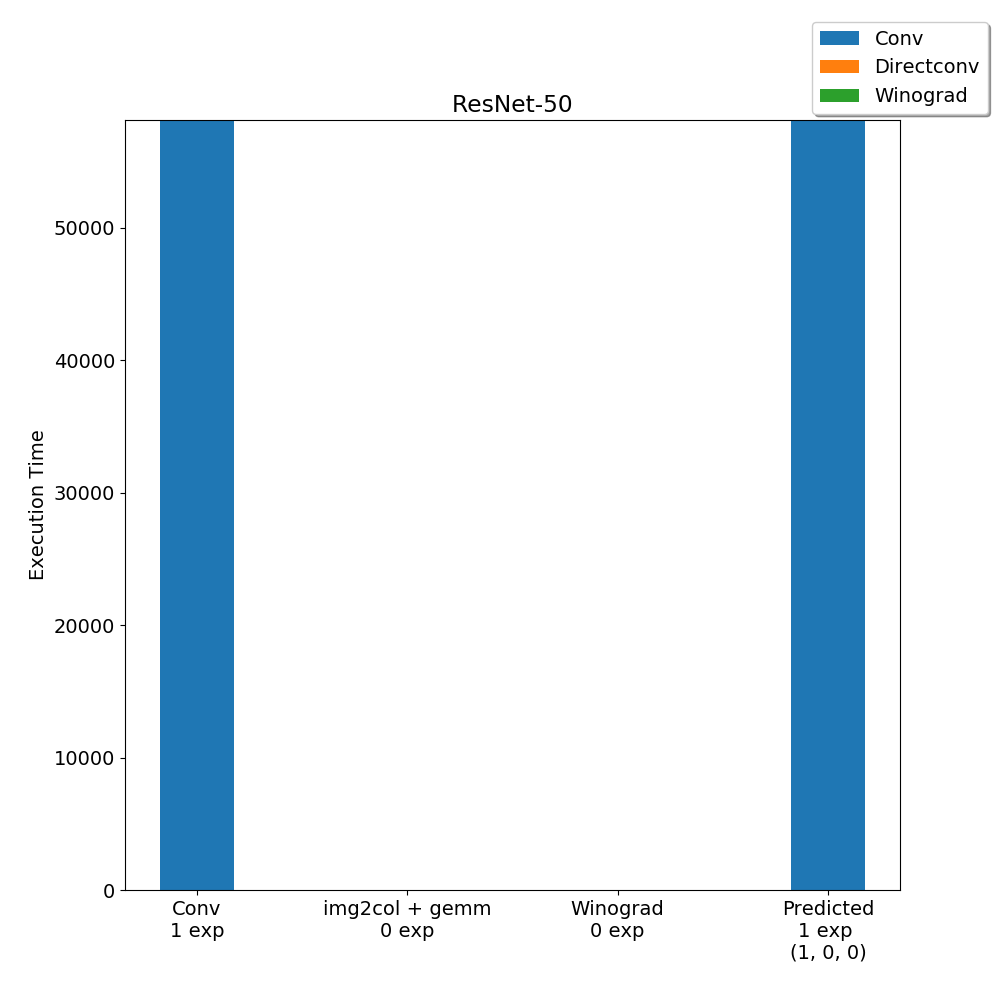 Conv
Directconv
Winograd
ResNet-50
Execution Time
50000
40000
30000
20000
10000
0
Conv
1 exp
img2col + gemm
0 exp
Winograd
0 exp
Predicted
1 exp
(1, 0, 0)